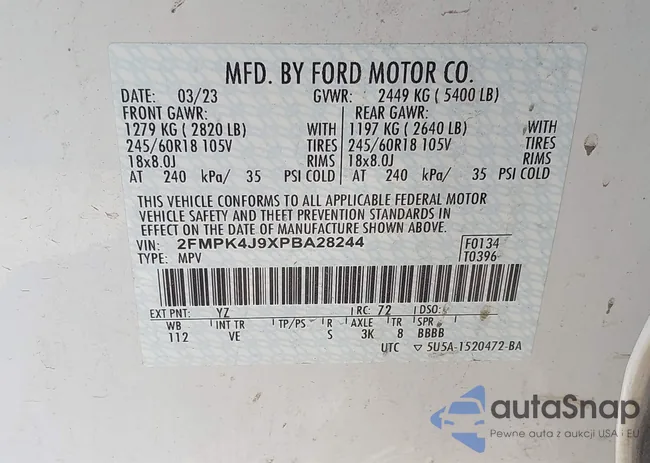 MFD. BY FORD MOTOR CO.
DATE: 03/23 GVWR: 2449 KG ( 5400 LB)
FRONT GAWR: REAR GAWR:
1279 KG ( 2820 LB) WITH 1197 KG ( 2640 LB) WITH
245/60R18 105V TIRES 245/60R18 105V TIRES
18x8.0J RIMS 18x8.0J RIMS
AT 240 kPa/ 35 PSI COLD AT 240 kPa/ 35 PSI COLD
THIS VEHICLE CONFORMS TO ALL APPLICABLE FEDERAL MOTOR
VEHICLE SAFETY AND THEFT PREVENTION STANDARDS IN
EFFECT ON THE DATE OF MANUFACTURE SHOWN ABOVE.
VIN: 2FMPK4J9XPBA28244 F0134
TYPE: MPV T0396
EXT PNT: YZ RC: 72 DSO:
WB INT TR TP/PS R AXLE TR SPR
112 VE S 3K 8 BBBB
UTC ▽ 5U5A-1520472-BA
autaSnap
Pewne auta z aukcji USA i EU